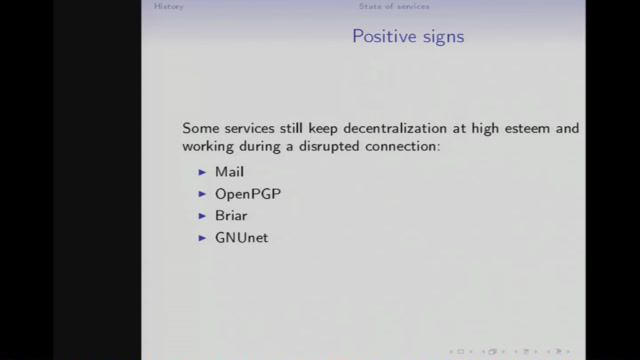 History State of services
Positive signs
Some services still keep decentralization at high esteem and
working during a disrupted connection:
Mail
OpenPGP
Briar
GNUnet